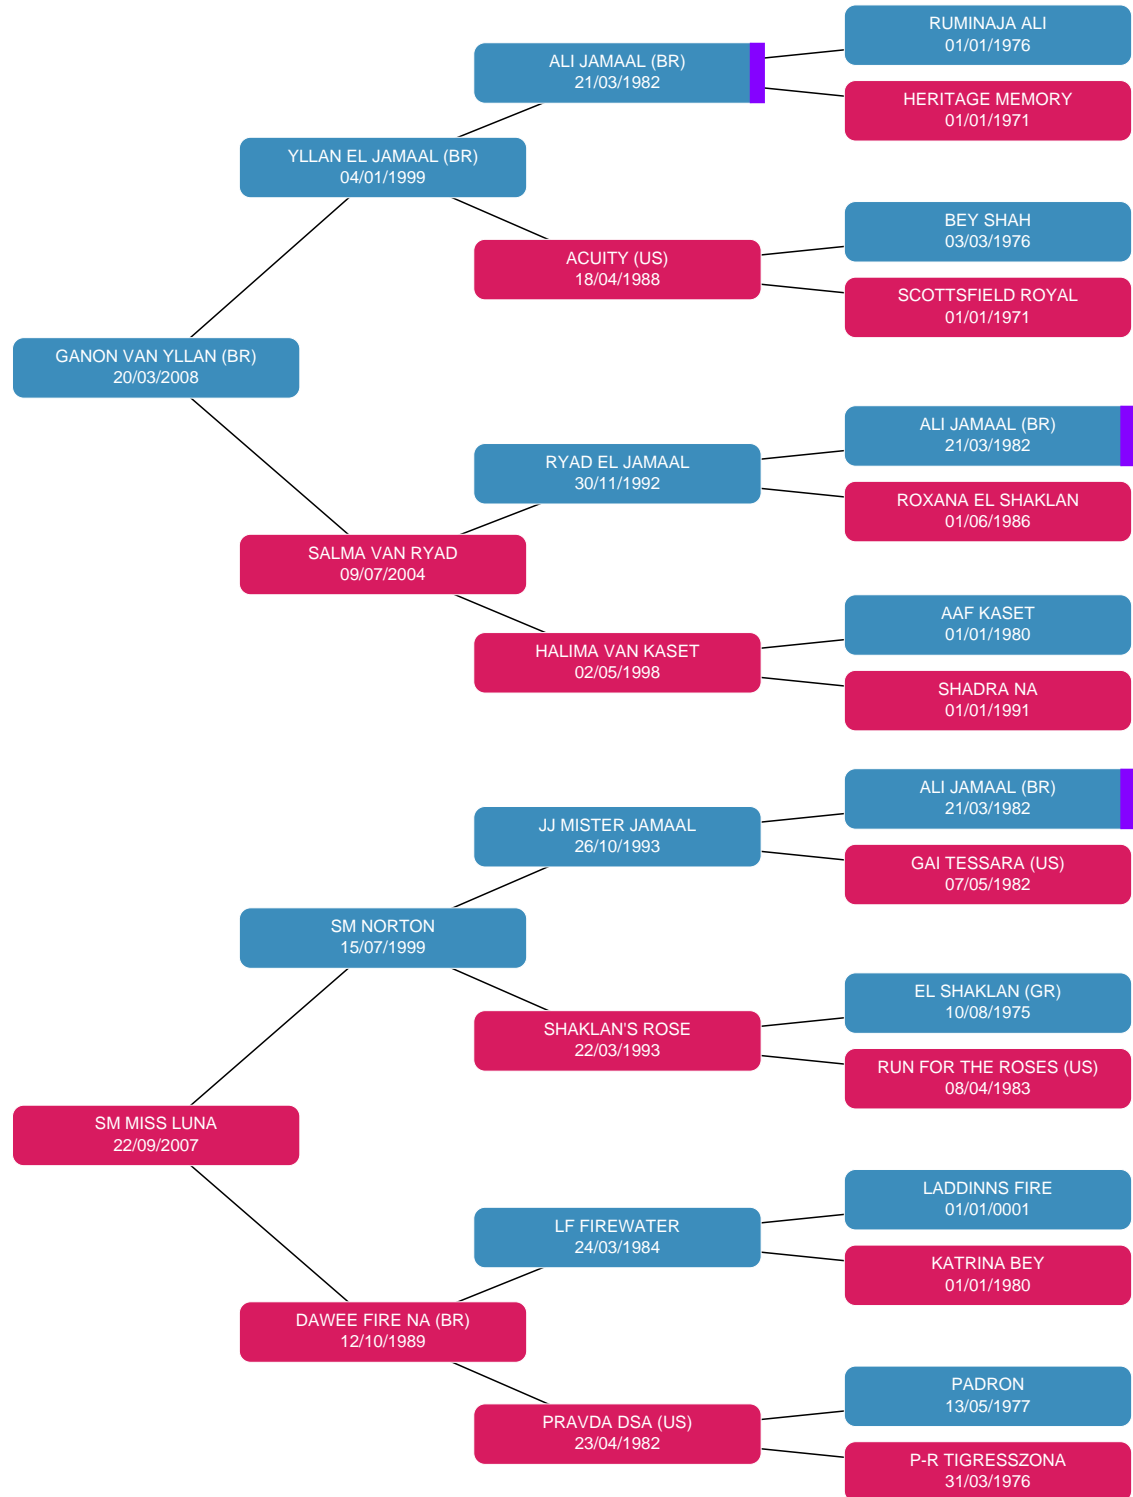 RUMINAJA ALI
01/01/1976
ALI JAMAAL (BR)
21/03/1982
HERITAGE MEMORY
01/01/1971
YLLAN EL JAMAAL (BR)
04/01/1999
BEY SHAH
03/03/1976
ACUITY (US)
18/04/1988
SCOTTSFIELD ROYAL
01/01/1971
GANON VAN YLLAN (BR)
20/03/2008
ALI JAMAAL (BR)
21/03/1982
RYAD EL JAMAAL
30/11/1992
ROXANA EL SHAKLAN
01/06/1986
SALMA VAN RYAD
09/07/2004
AAF KASET
01/01/1980
HALIMA VAN KASET
02/05/1998
SHADRA NA
01/01/1991
ALI JAMAAL (BR)
21/03/1982
JJ MISTER JAMAAL
26/10/1993
GAI TESSARA (US)
07/05/1982
SM NORTON
15/07/1999
EL SHAKLAN (GR)
10/08/1975
SHAKLAN'S ROSE
22/03/1993
RUN FOR THE ROSES (US)
08/04/1983
SM MISS LUNA
22/09/2007
LADDINNS FIRE
01/01/0001
LF FIREWATER
24/03/1984
KATRINA BEY
01/01/1980
DAWEE FIRE NA (BR)
12/10/1989
PADRON
13/05/1977
PRAVDA DSA (US)
23/04/1982
P-R TIGRESSZONA
31/03/1976